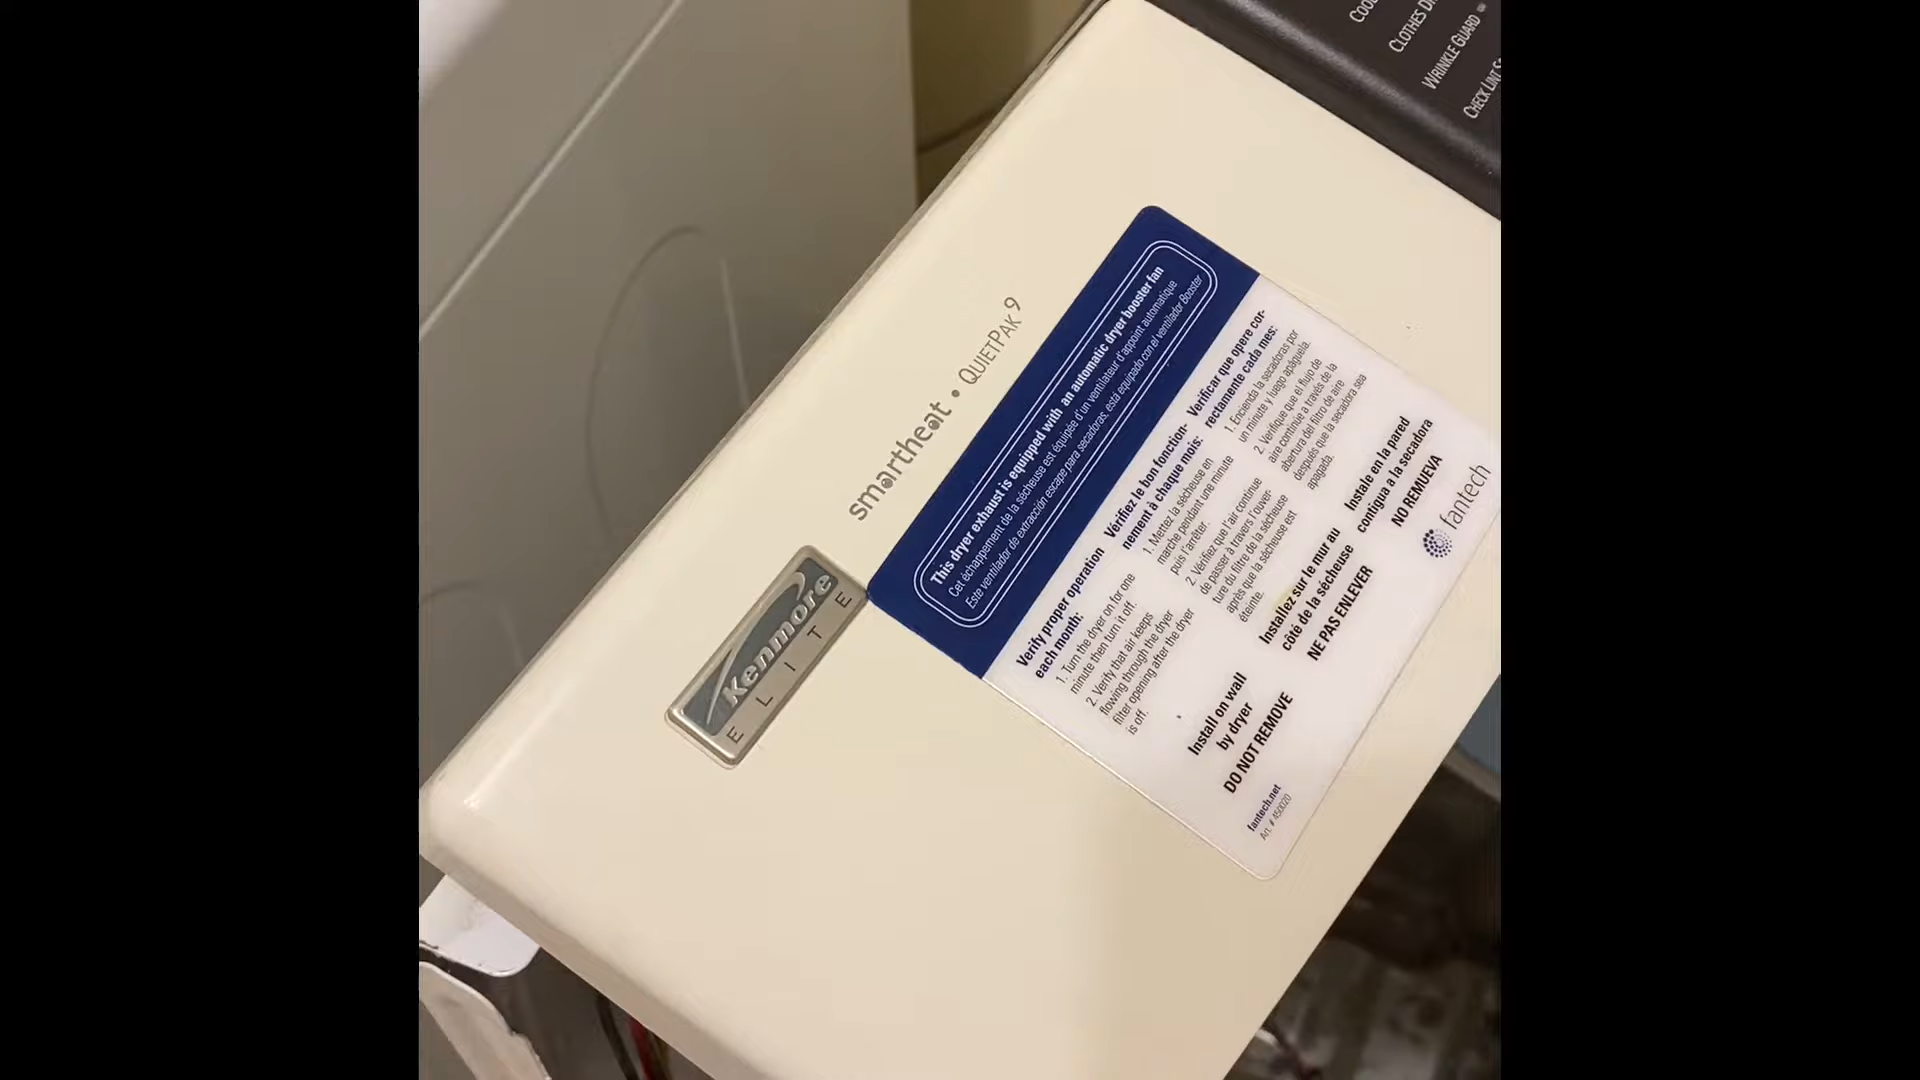 COOL
CLOTHES
WRINKLE GUARD™
CHECK LINT
smartheat • QUIETPAK 9
Kenmore
ELITE
This dryer exhaust is equipped with an automatic dryer booster fan
Cet échappement de la sécheuse est équipée d'un ventilateur d'appoint automatique
Este ventilador de extracción escape para secadoras, está equipado con el ventilador Booster
Verify proper operation
each month:
1. Turn the dryer on for one
minute then turn it off.
2. Verify that air keeps
flowing through the dryer
filter opening after the dryer
is off.
Vérifiez le bon fonction-
nement à chaque mois:
1. Mettez la sécheuse en
marche pendant une minute
puis l'arrêter.
2. Vérifiez que l'air continue
de passer à travers l'ouver-
ture du filtre de la sécheuse
après que la sécheuse est
éteinte.
Verificar que opere cor-
rectamente cada mes:
1. Encienda la secadoras por
un minute y luego apáguela.
2. Verifique que el flujo de
aire continúe a través de la
abertura del filtro de aire
después que la secadora sea
apagada.
Install on wall
by dryer
DO NOT REMOVE
Installez sur le mur au
côté de la sécheuse
NE PAS ENLEVER
Instale en la pared
contigua a la secadora
NO REMUEVA
fantech.net
Art. # 450020
fantech